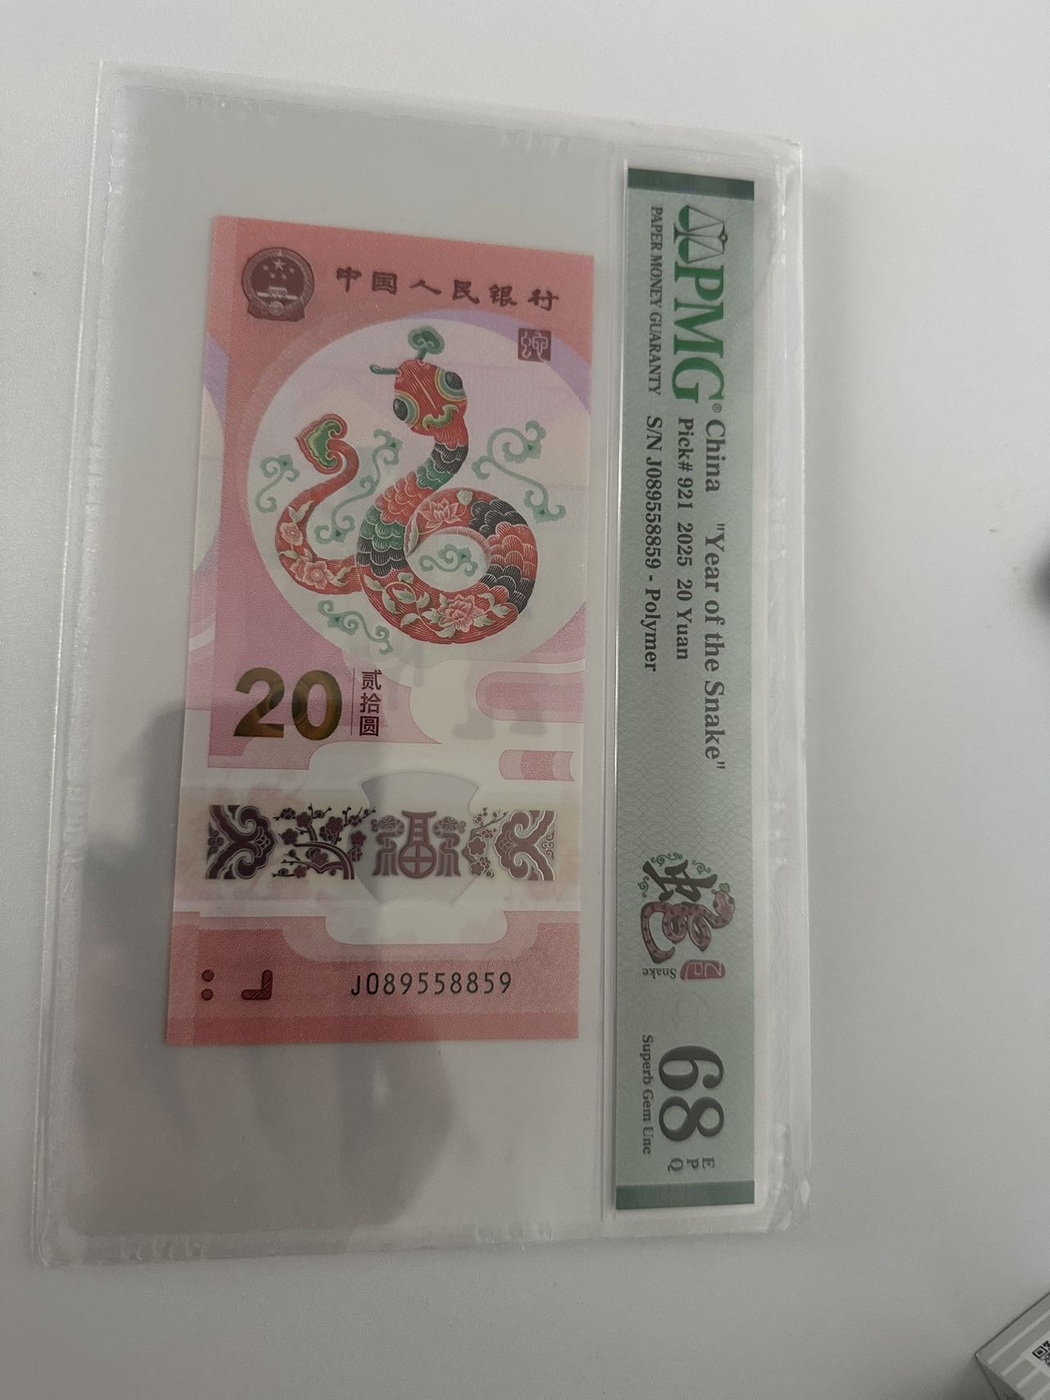 中国人民银行
蛇
20
贰拾圆
福
J089558859
PMG®
PAPER MONEY GUARANTY
China "Year of the Snake"
Pick# 921 2025 20 Yuan
S/N J089558859 - Polymer
蛇
Snake
68 EPQ
Superb Gem Unc